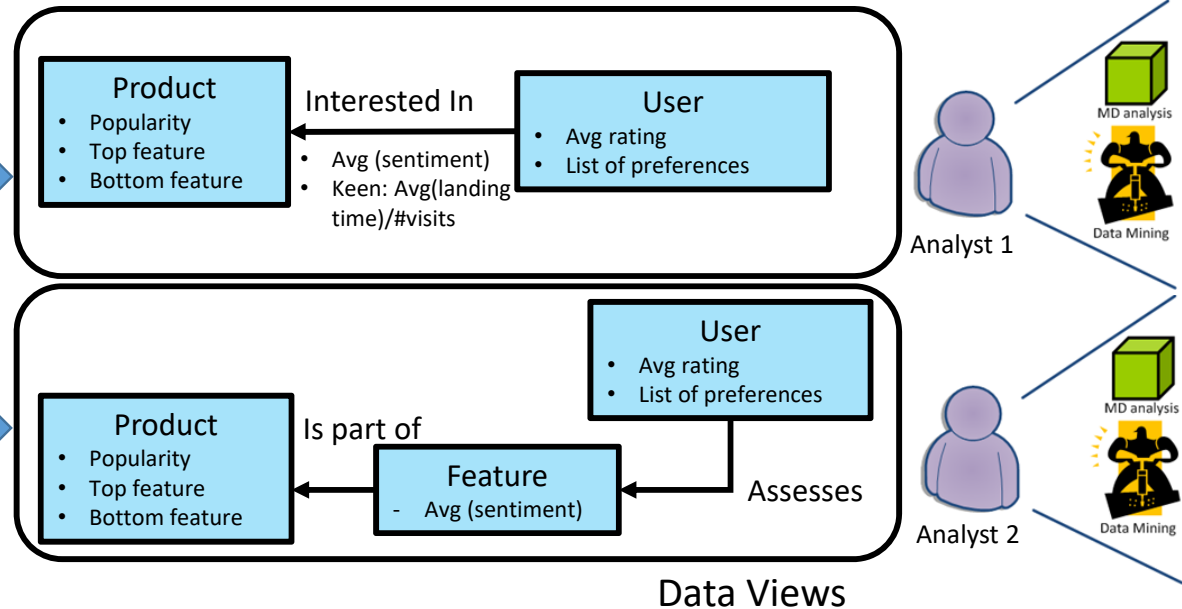 Product
• Popularity
• Top feature
• Bottom feature
Interested In
• Avg (sentiment)
• Keen: Avg(landing
time)/#visits
User
• Avg rating
• List of preferences
Analyst 1
MD analysis
Data Mining
User
• Avg rating
• List of preferences
Product
• Popularity
• Top feature
• Bottom feature
Is part of
Feature
- Avg (sentiment)
Assesses
Analyst 2
MD analysis
Data Mining
Data Views